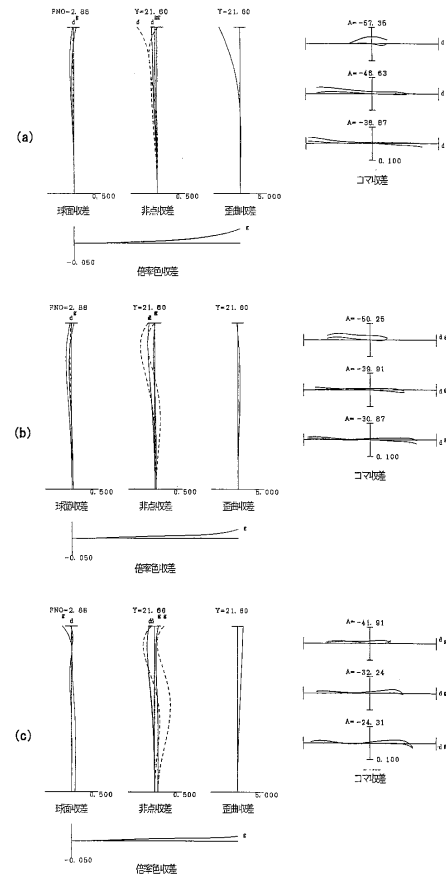 (a)
FNO=2.88
Y=21.60
Y=21.60
d g
d g
0.500
0.500
5.000
球面収差
非点収差
歪曲収差
g
-0.050
倍率色収差
A=-57.35
d
A=-48.63
d
A=-38.87
d
0.100
コマ収差
(b)
FNO=2.88
Y=21.60
Y=21.60
d g
d g
0.500
0.500
5.000
球面収差
非点収差
歪曲収差
g
-0.050
倍率色収差
A=-50.25
d g
A=-39.91
d g
A=-30.87
d g
0.100
コマ収差
(c)
FNO=2.88
Y=21.60
Y=21.60
g d
0.500
0.500
5.000
球面収差
非点収差
歪曲収差
g
-0.050
倍率色収差
A=-41.91
d g
A=-32.24
d g
A=-24.31
d g
0.100
コマ収差